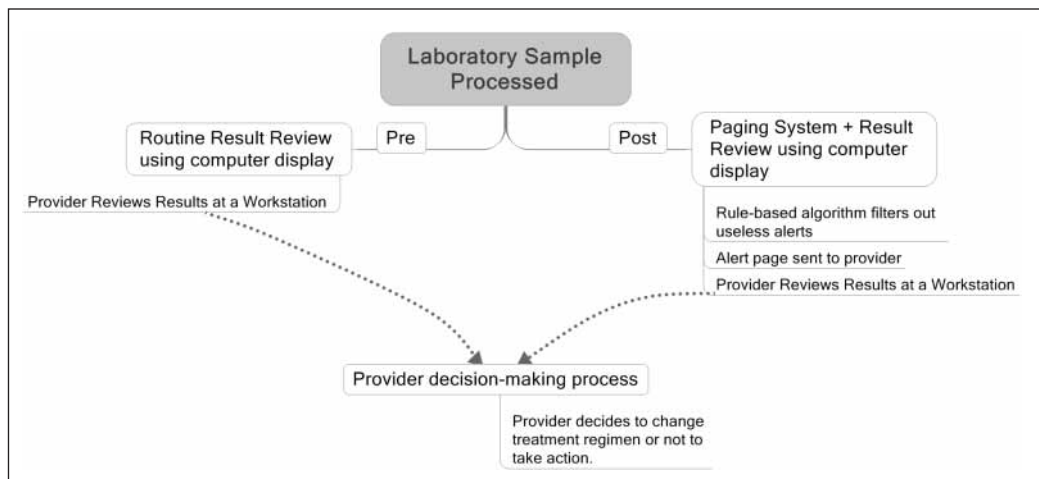 Laboratory Sample
Processed
Pre
Post
Routine Result Review
using computer display
Provider Reviews Results at a Workstation
Paging System + Result
Review using computer
display
Rule-based algorithm filters out
useless alerts
Alert page sent to provider
Provider Reviews Results at a Workstation
Provider decision-making process
Provider decides to change
treatment regimen or not to
take action.